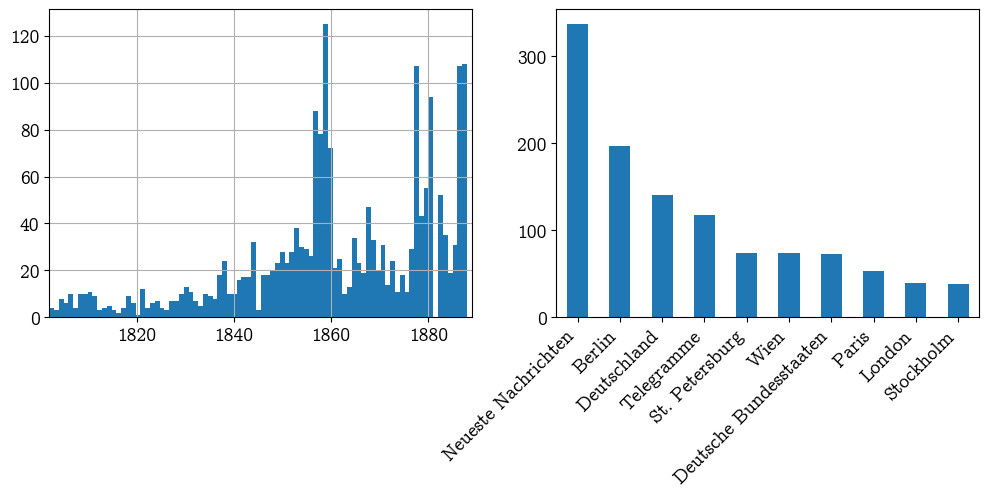 120
100
80
60
40
20
0
1820
1840
1860
1880
300
200
100
0
Neueste Nachrichten
Berlin
Deutschland
Telegramme
St. Petersburg
Wien
Deutsche Bundesstaaten
Paris
London
Stockholm